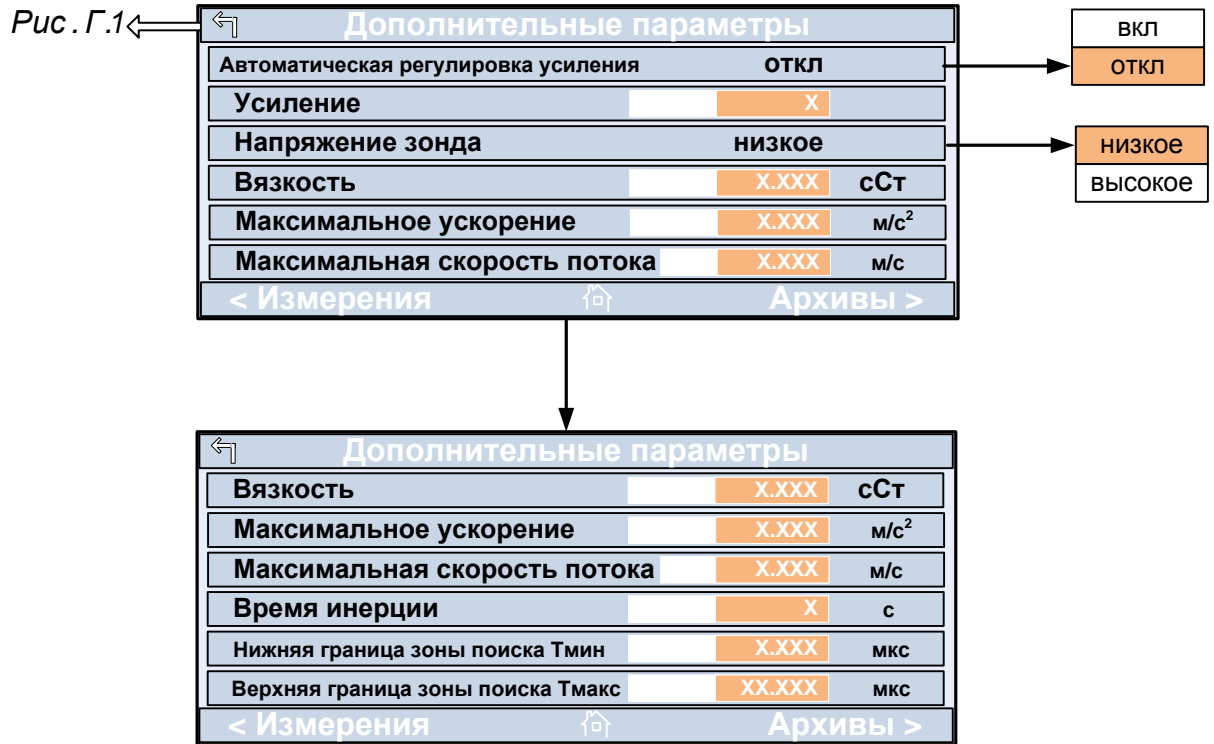 Рис.Г.1
Дополнительные параметры
Автоматическая регулировка усиления откл
вкл
откл
Усиление X
Напряжение зонда низкое
низкое
высокое
Вязкость X.XXX сСт
Максимальное ускорение X.XXX м/с²
Максимальная скорость потока X.XXX м/с
< Измерения Архивы >
Дополнительные параметры
Вязкость X.XXX сСт
Максимальное ускорение X.XXX м/с²
Максимальная скорость потока X.XXX м/с
Время инерции X с
Нижняя граница зоны поиска Тмин X.XXX мкс
Верхняя граница зоны поиска Тмакс XX.XXX мкс
< Измерения Архивы >